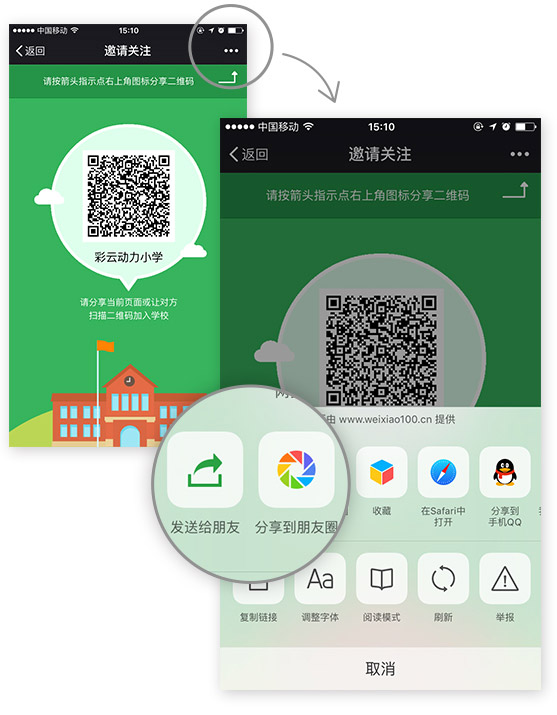 中国移动 15:10
返回 邀请关注
请按箭头指示点右上角图标分享二维码
彩云动力小学
请分享当前页面或让对方
扫描二维码加入学校
中国移动 15:10
返回 邀请关注
请按箭头指示点右上角图标分享二维码
由 www.weixiao100.cn 提供
发送给朋友 分享到朋友圈 收藏 在Safari中打开 分享到手机QQ
Aa
复制链接 调整字体 阅读模式 刷新 举报
取消